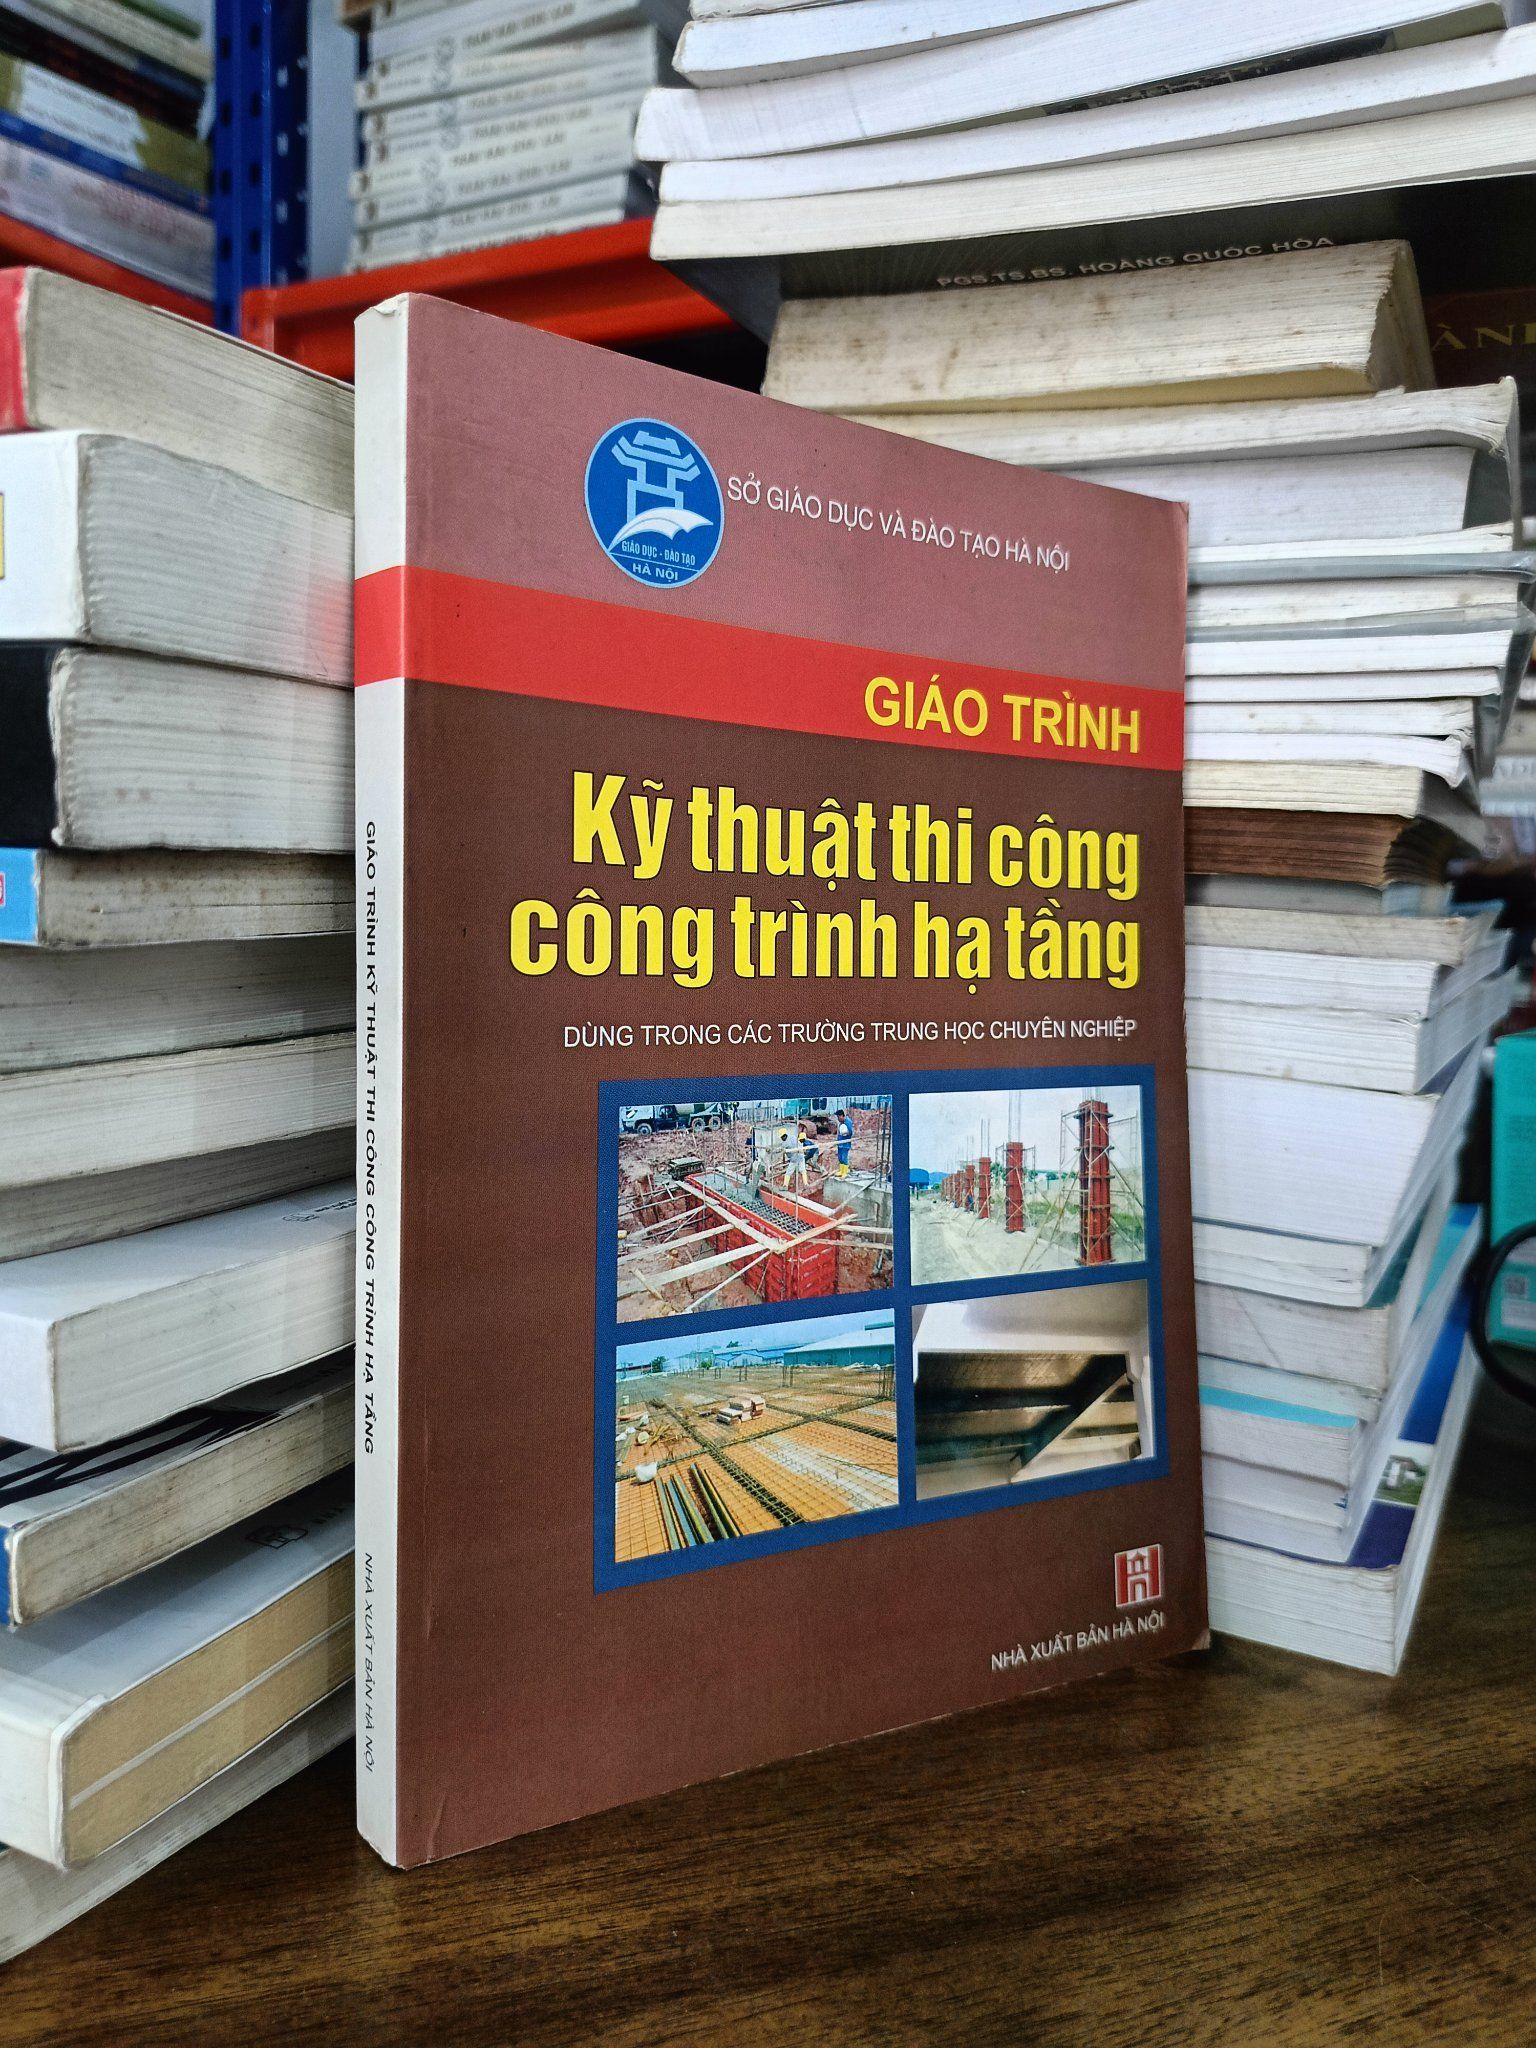 PGS.TS.BS. HOÀNG QUỐC HÒA
SỞ GIÁO DỤC VÀ ĐÀO TẠO HÀ NỘI
GIÁO DỤC - ĐÀO TẠO
HÀ NỘI
GIÁO TRÌNH
Kỹ thuật thi công
công trình hạ tầng
DÙNG TRONG CÁC TRƯỜNG TRUNG HỌC CHUYÊN NGHIỆP
NHÀ XUẤT BẢN HÀ NỘI
GIÁO TRÌNH KỸ THUẬT THI CÔNG CÔNG TRÌNH HẠ TẦNG
NHÀ XUẤT BẢN HÀ NỘI